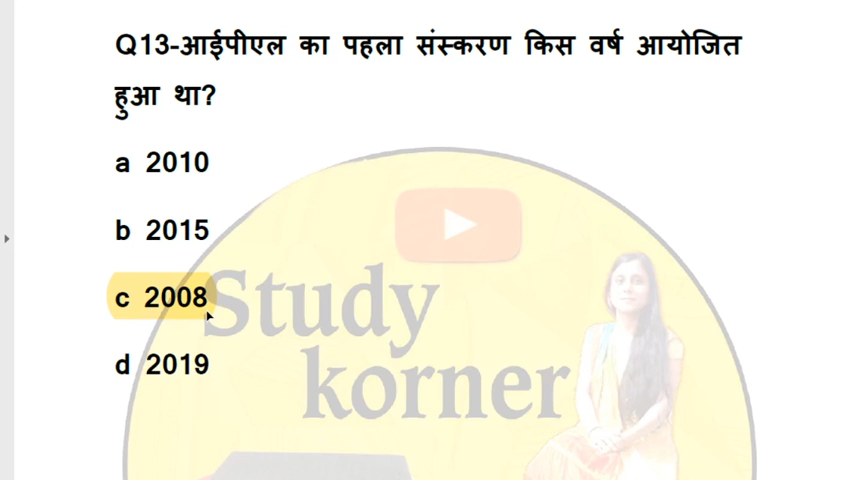 Q13-आईपीएल का पहला संस्करण किस वर्ष आयोजित
हुआ था?
a 2010
b 2015
c 2008
d 2019
Study
korner